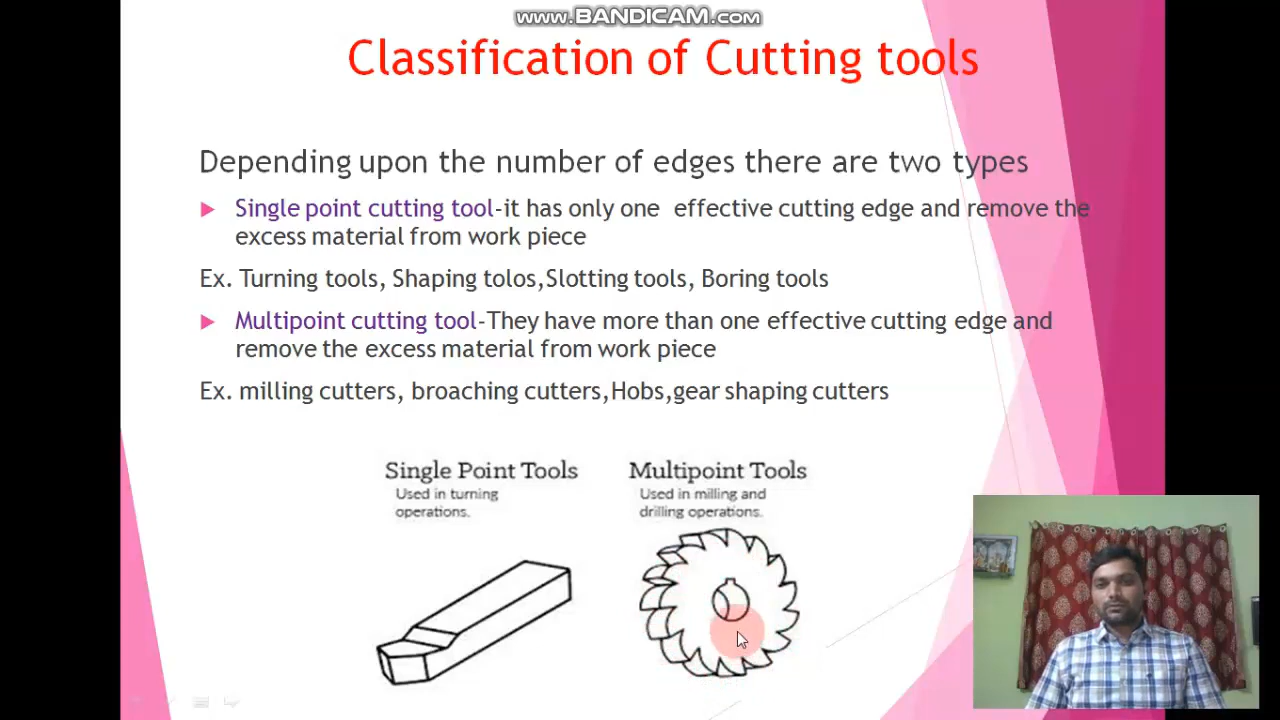 www.BANDICAM.com
Classification of Cutting tools
Depending upon the number of edges there are two types
Single point cutting tool-it has only one effective cutting edge and remove the
excess material from work piece
Ex. Turning tools, Shaping tolos,Slotting tools, Boring tools
Multipoint cutting tool-They have more than one effective cutting edge and
remove the excess material from work piece
Ex. milling cutters, broaching cutters,Hobs,gear shaping cutters
Single Point Tools
Used in turning
operations.
Multipoint Tools
Used in milling and
drilling operations.